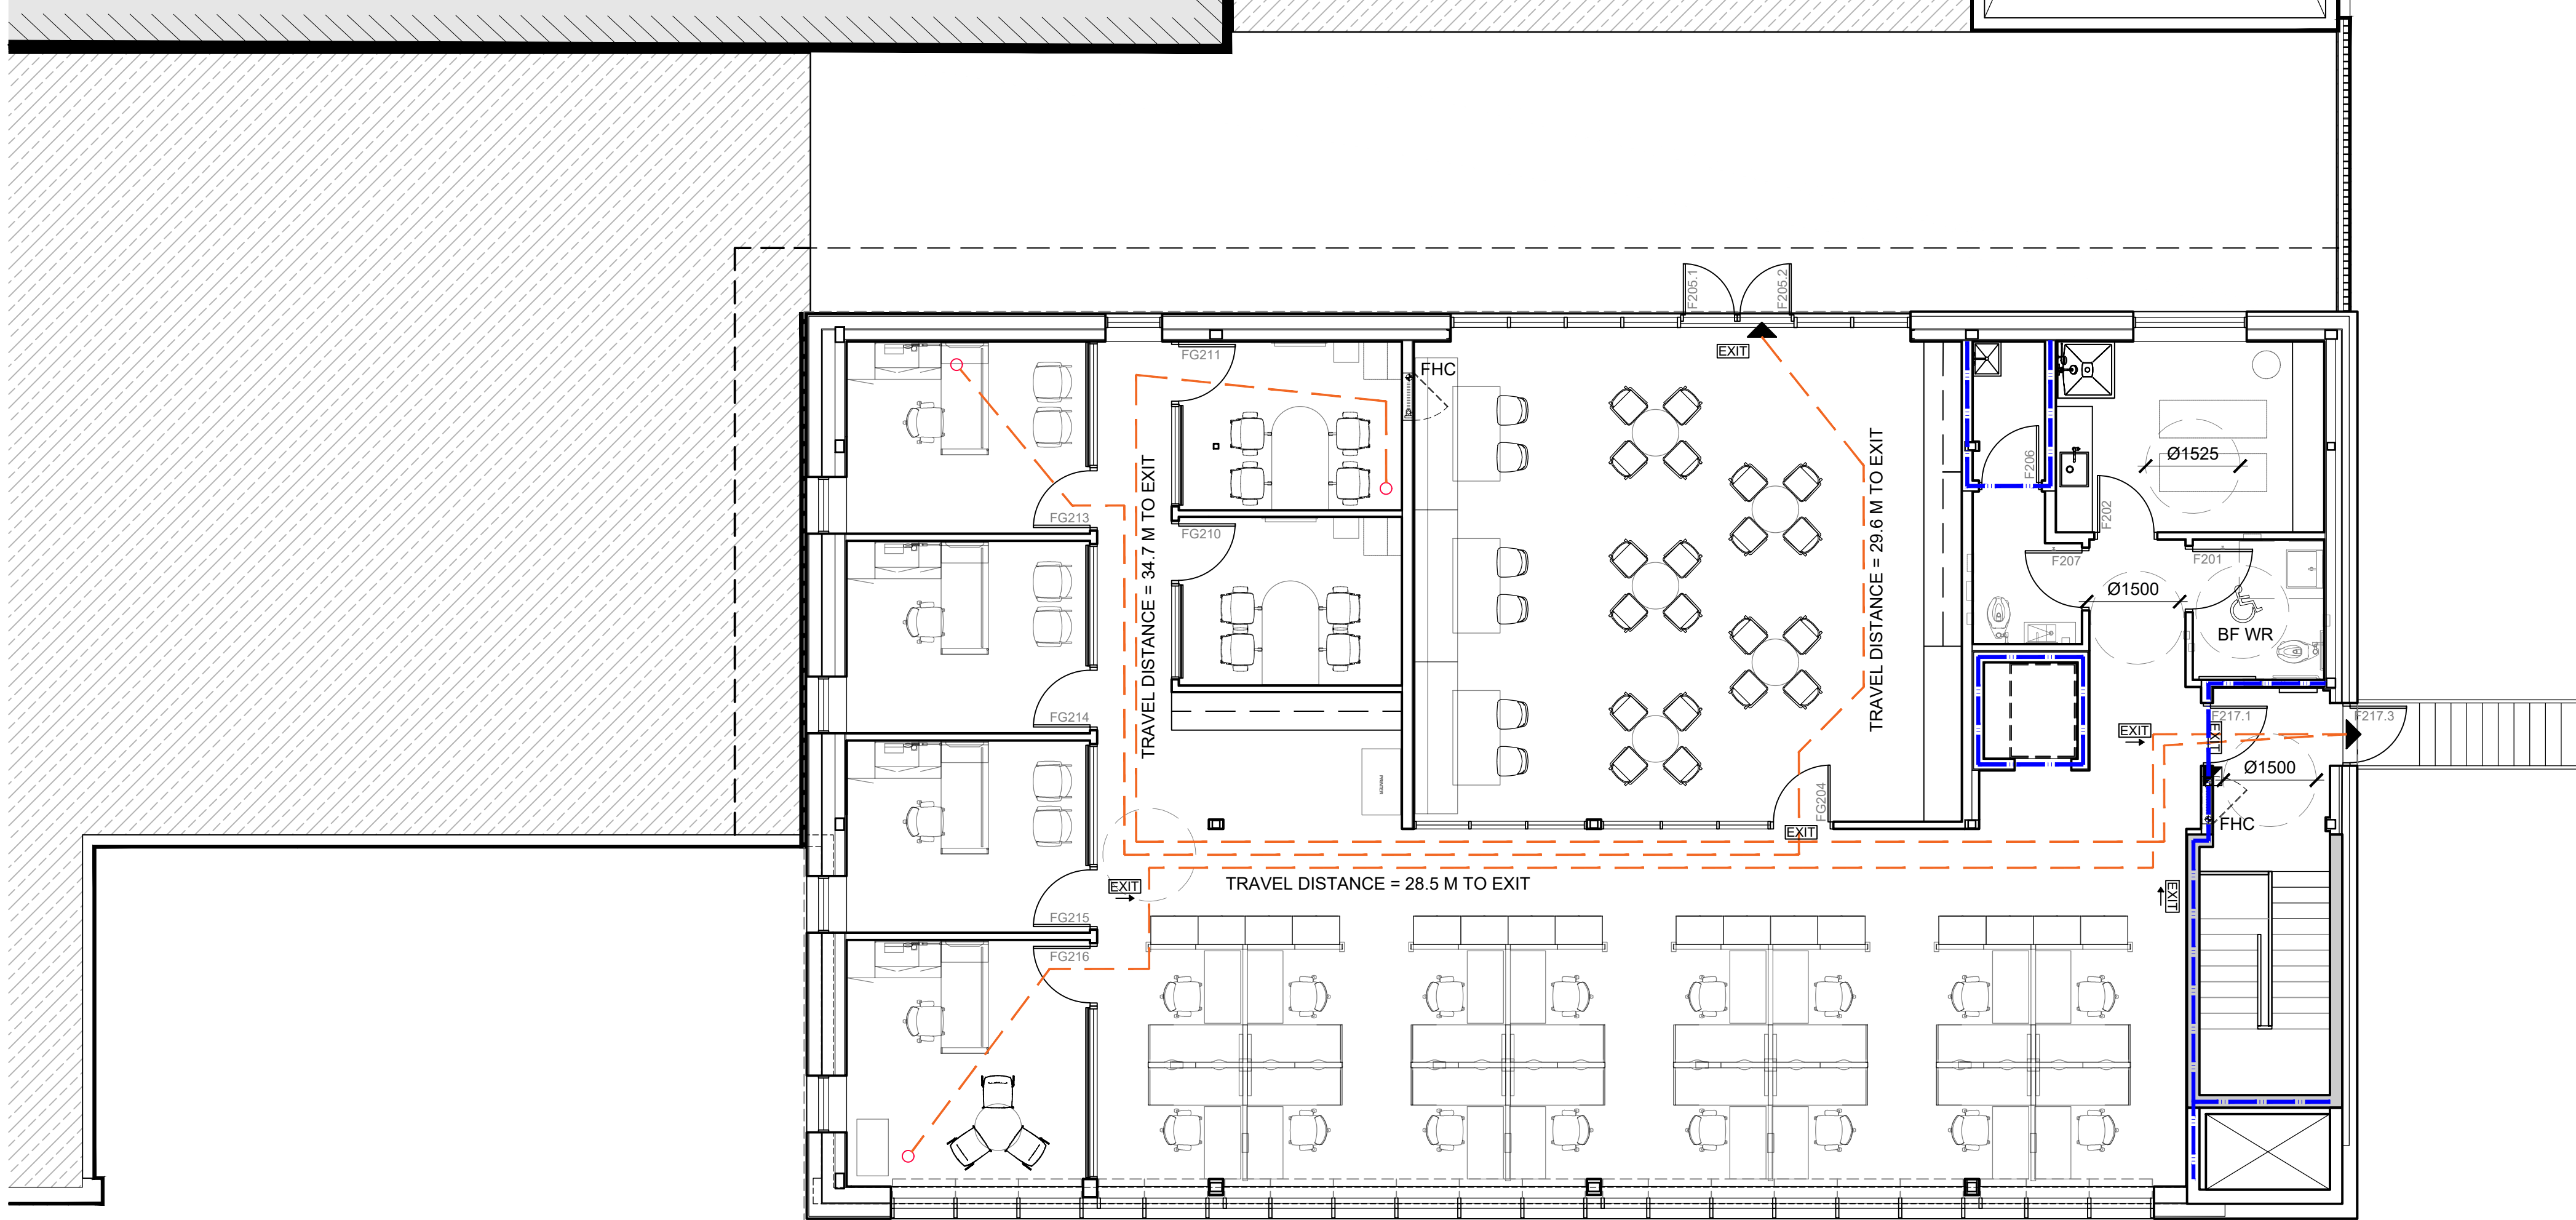 F205.1
F205.2
FG211
EXIT
FHC
F206
Ø1525
TRAVEL DISTANCE = 34.7 M TO EXIT
TRAVEL DISTANCE = 29.6 M TO EXIT
FG213
FG210
F202
F207
F201
Ø1500
BF WR
FG214
F217.1
F217.3
EXIT
EXIT
Ø1500
PRINTER
FG204
EXIT
FHC
TRAVEL DISTANCE = 28.5 M TO EXIT
EXIT
EXIT
FG215
FG216